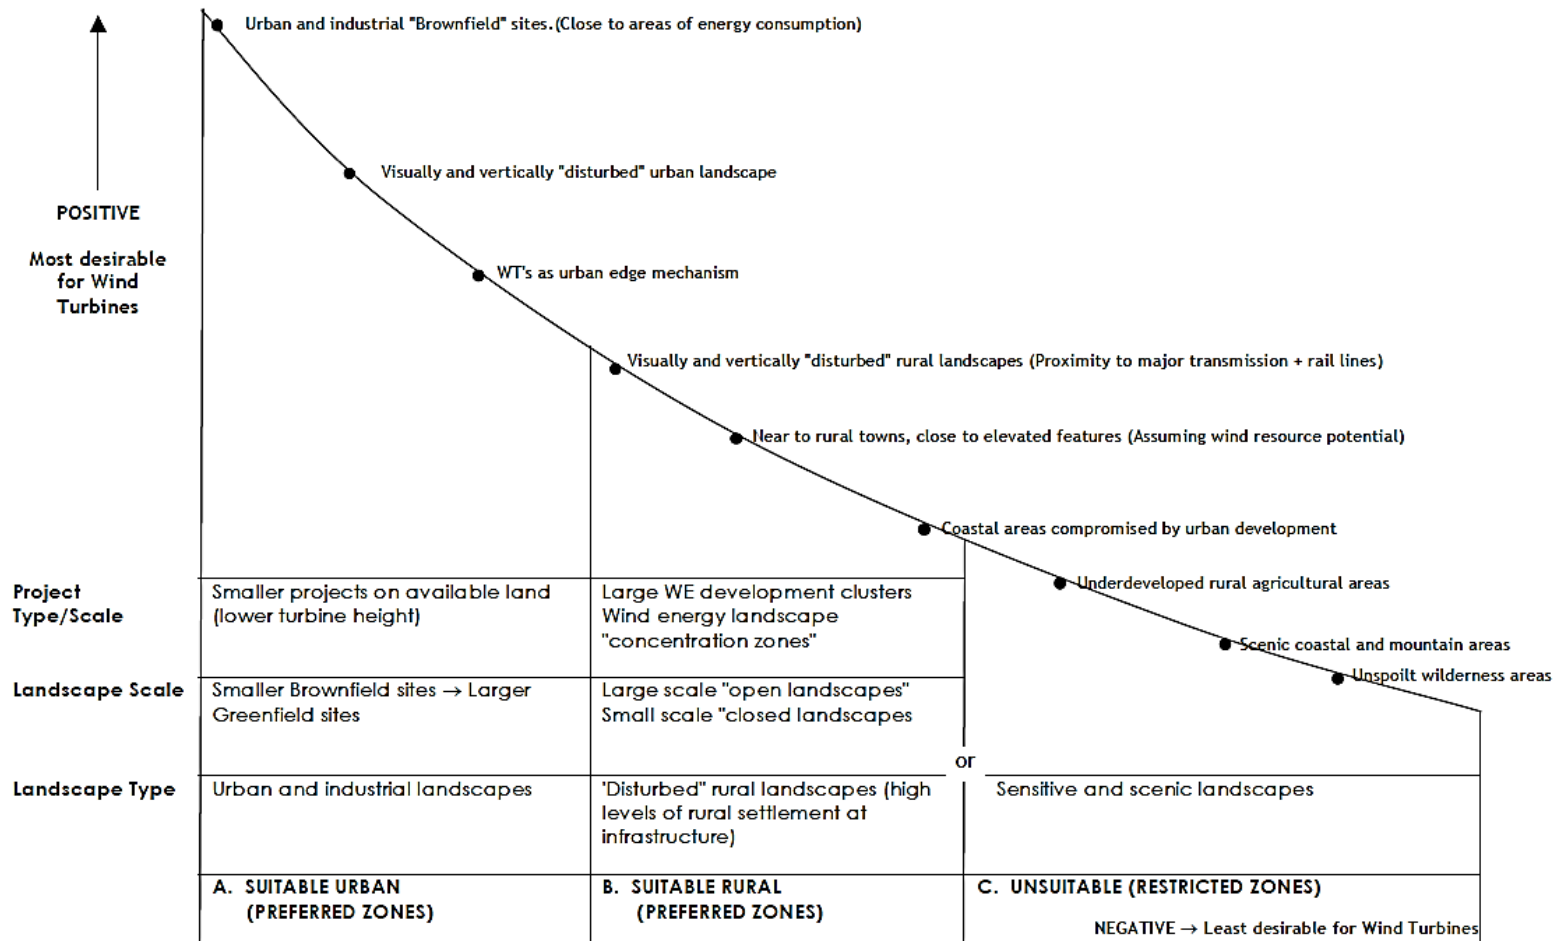 Urban and industrial "Brownfield" sites.(Close to areas of energy consumption)
Visually and vertically "disturbed" urban landscape
POSITIVE
Most desirable
for Wind
Turbines
WT's as urban edge mechanism
Visually and vertically "disturbed" rural landscapes (Proximity to major transmission + rail lines)
Near to rural towns, close to elevated features (Assuming wind resource potential)
Coastal areas compromised by urban development
Underdeveloped rural agricultural areas
Scenic coastal and mountain areas
Unspoilt wilderness areas
Project
Type/Scale
Smaller projects on available land
(lower turbine height)
Large WE development clusters
Wind energy landscape
"concentration zones"
Landscape Scale
Smaller Brownfield sites → Larger
Greenfield sites
Large scale "open landscapes"
Small scale "closed landscapes
or
Landscape Type
Urban and industrial landscapes
'Disturbed" rural landscapes (high
levels of rural settlement at
infrastructure)
Sensitive and scenic landscapes
A. SUITABLE URBAN
(PREFERRED ZONES)
B. SUITABLE RURAL
(PREFERRED ZONES)
C. UNSUITABLE (RESTRICTED ZONES)
NEGATIVE → Least desirable for Wind Turbines